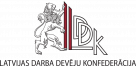 LDDK
LATVIJAS DARBA DEVĒJU KONFEDERĀCIJA